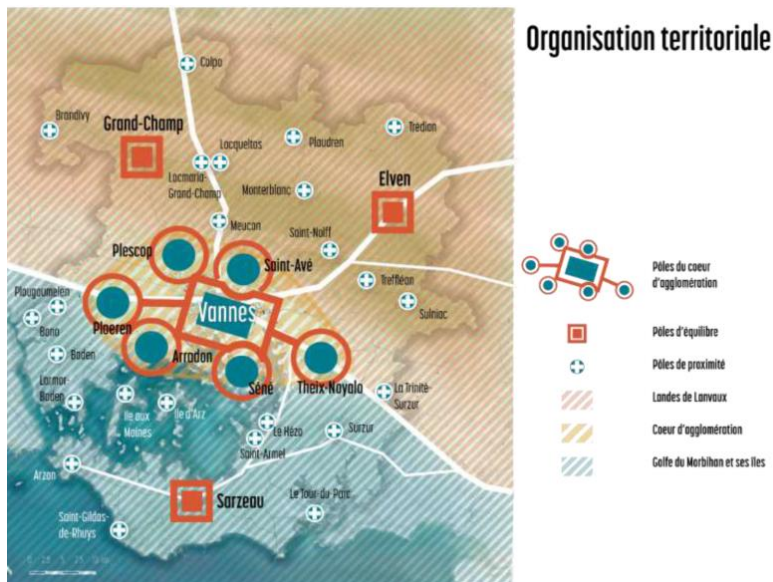 Organisation territoriale
Colpo
Brandivy
Grand-Champ
Locqueltas
Plaudren
Trédion
Locmaria-
Grand-Champ
Monterblanc
Elven
Meucon
Saint-Nolff
Plescop
Saint-Avé
Treffléan
Sulniac
Plougoumelen
Vannes
Ploeren
Bono
Baden
Arradon
Séné
Theix-Noyalo
Larmor-
Baden
La Trinité-
Surzur
Ile aux
Moines
Ile d'Arz
Le Hézo
Surzur
Saint-Armel
Arzon
Sarzeau
Le Tour-du-Parc
Saint-Gildas-
de-Rhuys
Pôles du coeur
d'agglomération
Pôles d'équilibre
Pôles de proximité
Landes de Lanvaux
Coeur d'agglomération
Golfe du Morbihan et ses îles